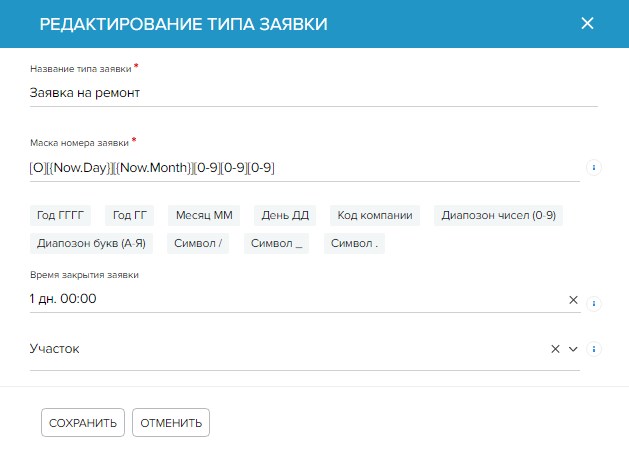 РЕДАКТИРОВАНИЕ ТИПА ЗАЯВКИ
Название типа заявки *
Заявка на ремонт
Маска номера заявки *
[O][{Now.Day}][{Now.Month}][0-9][0-9][0-9]
Год ГГГГ Год ГГ Месяц ММ День ДД Код компании Диапозон чисел (0-9)
Диапозон букв (А-Я) Символ / Символ _ Символ .
Время закрытия заявки
1 дн. 00:00
Участок
СОХРАНИТЬ ОТМЕНИТЬ